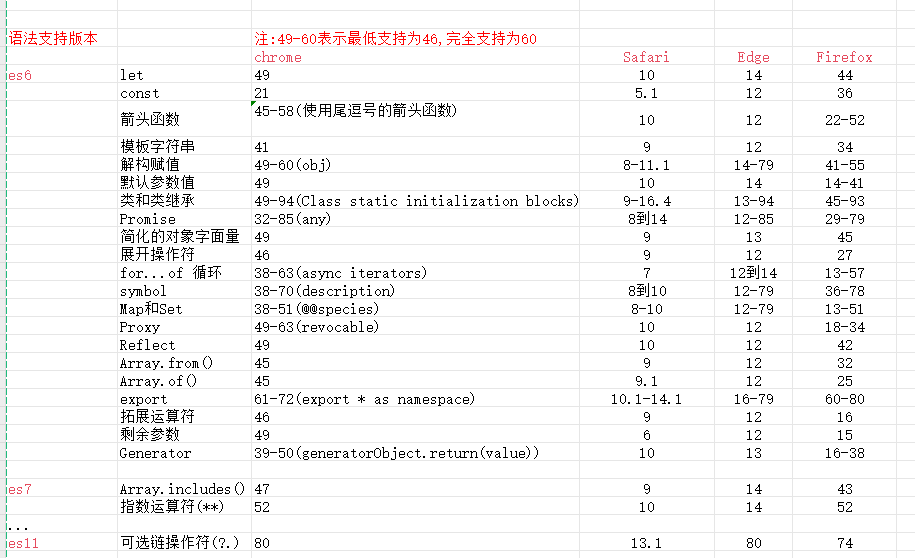 语法支持版本 注:49-60表示最低支持为46,完全支持为60
chrome Safari Edge Firefox
es6 let 49 10 14 44
const 21 5.1 12 36
箭头函数 45-58(使用尾逗号的箭头函数) 10 12 22-52
模板字符串 41 9 12 34
解构赋值 49-60(obj) 8-11.1 14-79 41-55
默认参数值 49 10 14 14-41
类和类继承 49-94(Class static initialization blocks) 9-16.4 13-94 45-93
Promise 32-85(any) 8到14 12-85 29-79
简化的对象字面量 49 9 13 45
展开操作符 46 9 12 27
for...of 循环 38-63(async iterators) 7 12到14 13-57
symbol 38-70(description) 8到10 12-79 36-78
Map和Set 38-51(@@species) 8-10 12-79 13-51
Proxy 49-63(revocable) 10 12 18-34
Reflect 49 10 12 42
Array.from() 45 9 12 32
Array.of() 45 9.1 12 25
export 61-72(export * as namespace) 10.1-14.1 16-79 60-80
拓展运算符 46 9 12 16
剩余参数 49 6 12 15
Generator 39-50(generatorObject.return(value)) 10 13 16-38
es7 Array.includes() 47 9 14 43
指数运算符(**) 52 10 14 52
...
es11 可选链操作符(?.) 80 13.1 80 74